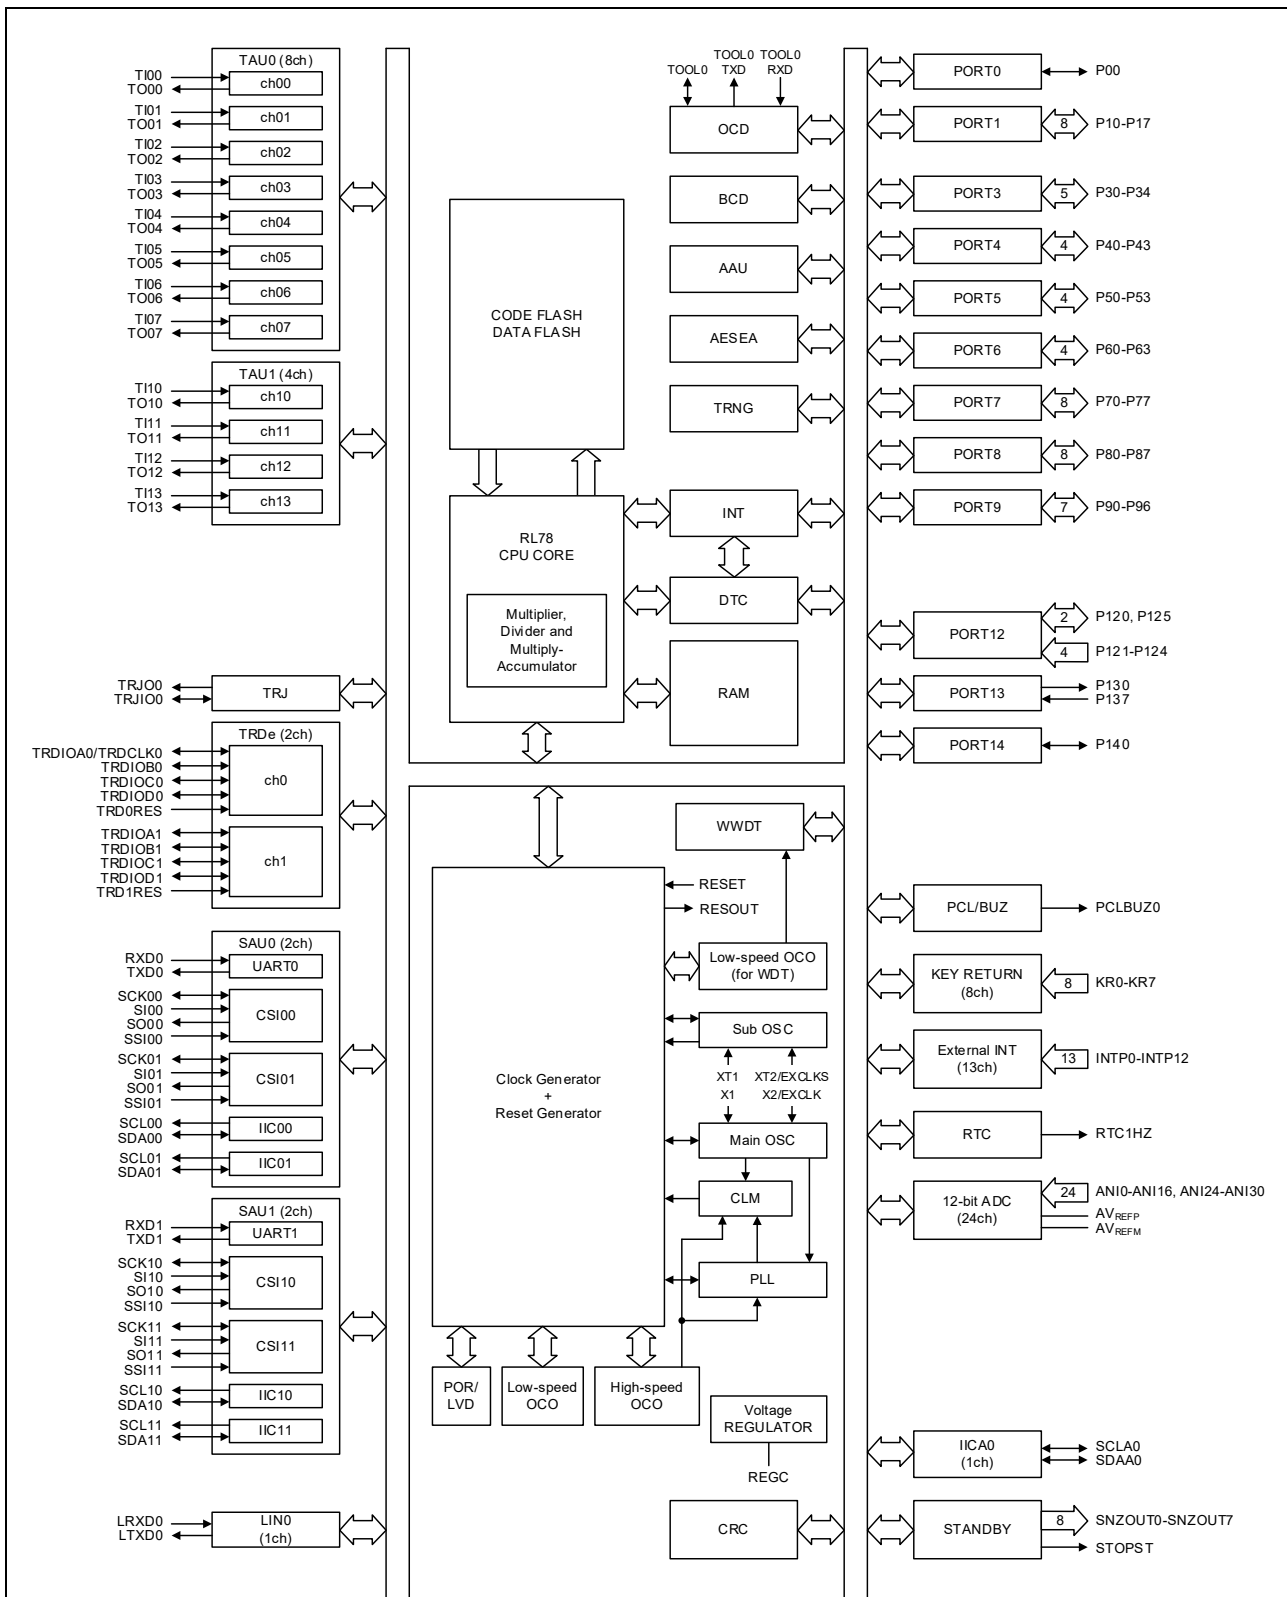 TAU0 (8ch)
TI00
TO00
ch00
TI01
TO01
ch01
TI02
TO02
ch02
TI03
TO03
ch03
TI04
TO04
ch04
TI05
TO05
ch05
TI06
TO06
ch06
TI07
TO07
ch07
TAU1 (4ch)
TI10
TO10
ch10
TI11
TO11
ch11
TI12
TO12
ch12
TI13
TO13
ch13
TRJO0
TRJIO0
TRJ
TRDe (2ch)
TRDIOA0/TRDCLK0
TRDIOB0
TRDIOC0
TRDIOD0
TRD0RES
ch0
TRDIOA1
TRDIOB1
TRDIOC1
TRDIOD1
TRD1RES
ch1
SAU0 (2ch)
RXD0
TXD0
UART0
SCK00
SI00
SO00
SSI00
CSI00
SCK01
SI01
SO01
SSI01
CSI01
SCL00
SDA00
IIC00
SCL01
SDA01
IIC01
SAU1 (2ch)
RXD1
TXD1
UART1
SCK10
SI10
SO10
SSI10
CSI10
SCK11
SI11
SO11
SSI11
CSI11
SCL10
SDA10
IIC10
SCL11
SDA11
IIC11
LRXD0
LTXD0
LIN0
(1ch)
CODE FLASH
DATA FLASH
RL78
CPU CORE
Multiplier,
Divider and
Multiply-
Accumulator
TOOL0
TOOL0
TXD
TOOL0
RXD
OCD
BCD
AAU
AESEA
TRNG
INT
DTC
RAM
WWDT
RESET
RESOUT
Low-speed OCO
(for WDT)
Sub OSC
XT1
XT2/EXCLKS
X1
X2/EXCLK
Main OSC
CLM
PLL
Clock Generator
+
Reset Generator
POR/
LVD
Low-speed
OCO
High-speed
OCO
Voltage
REGULATOR
REGC
CRC
PORT0
P00
PORT1
8
P10-P17
PORT3
5
P30-P34
PORT4
4
P40-P43
PORT5
4
P50-P53
PORT6
4
P60-P63
PORT7
8
P70-P77
PORT8
8
P80-P87
PORT9
7
P90-P96
PORT12
2
P120, P125
4
P121-P124
PORT13
P130
P137
PORT14
P140
PCL/BUZ
PCLBUZ0
KEY RETURN
(8ch)
8
KR0-KR7
External INT
(13ch)
13
INTP0-INTP12
RTC
RTC1HZ
12-bit ADC
(24ch)
24
ANI0-ANI16, ANI24-ANI30
AVREFP
AVREFM
IICA0
(1ch)
SCLA0
SDAA0
STANDBY
8
SNZOUT0-SNZOUT7
STOPST